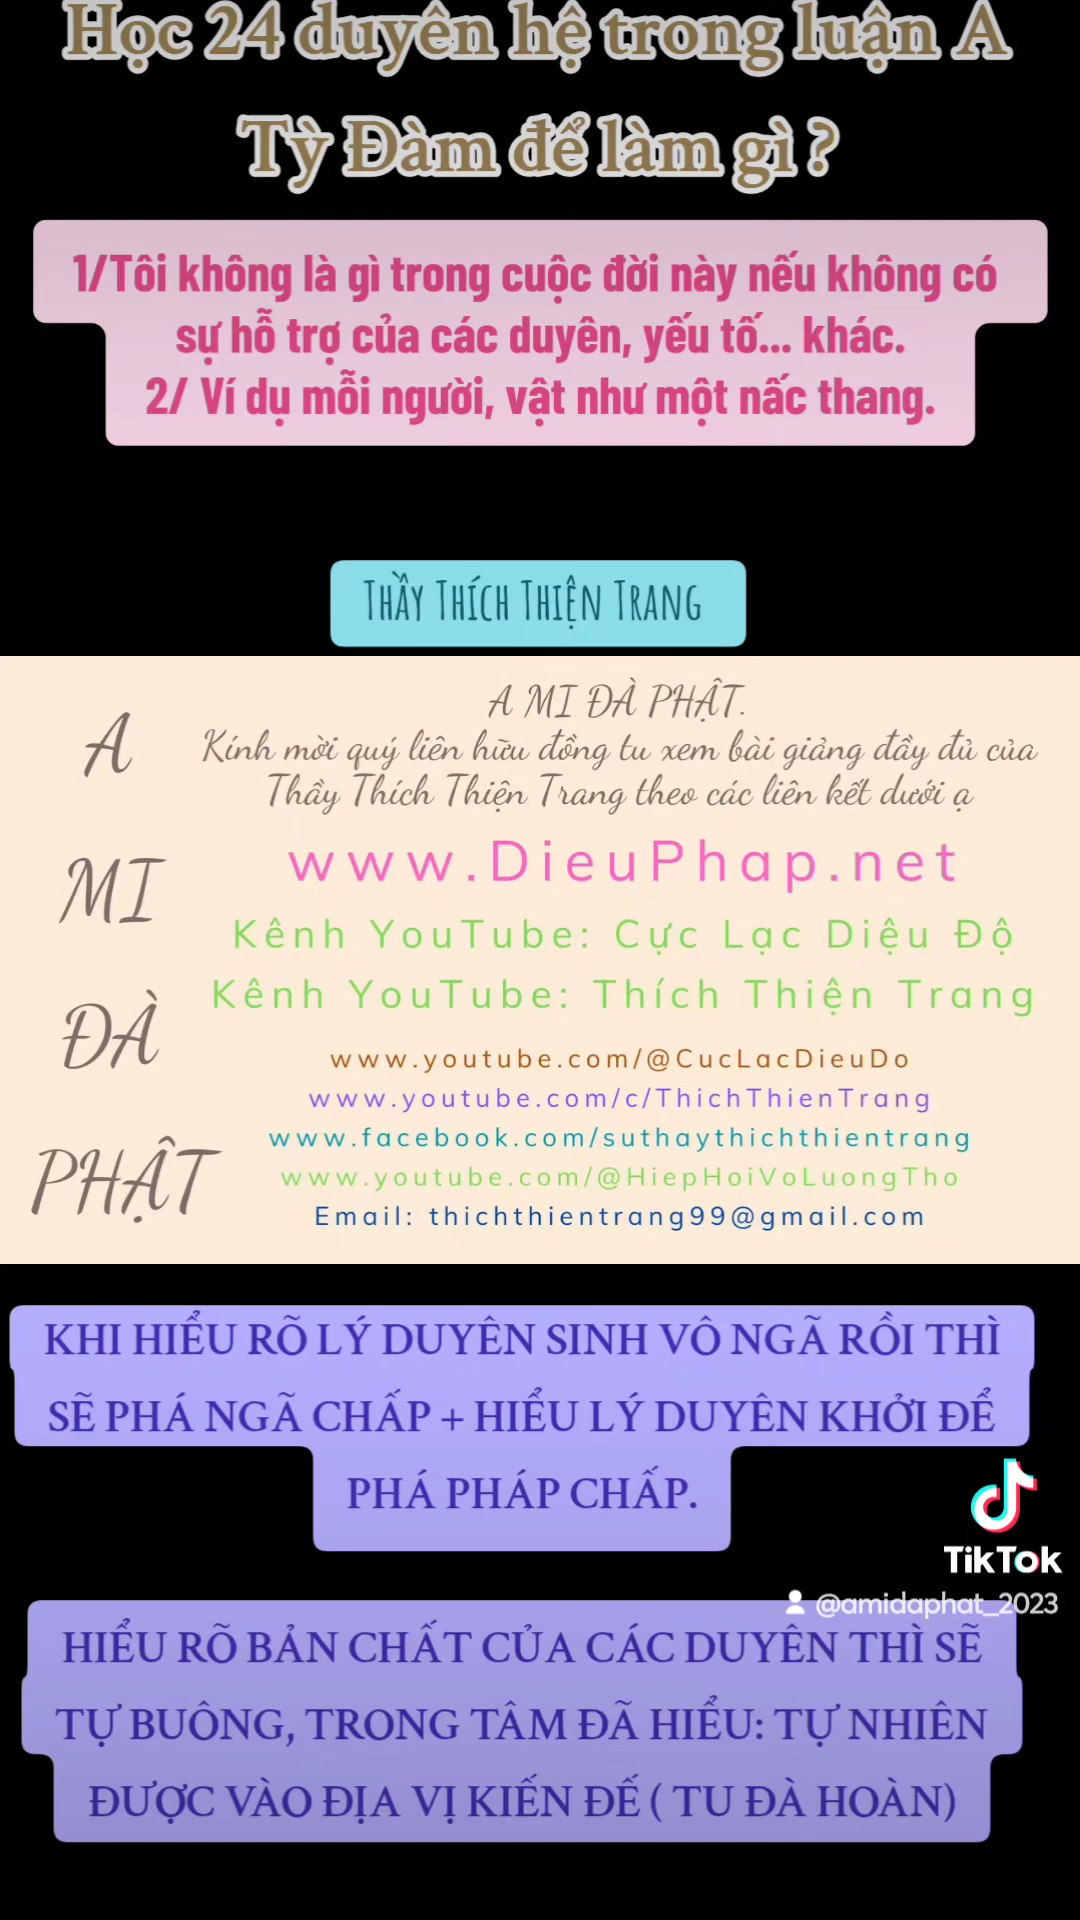 Học 24 duyên hệ trong luận A
Tỳ Đàm để làm gì ?
1/Tôi không là gì trong cuộc đời này nếu không có
sự hỗ trợ của các duyên, yếu tố... khác.
2/ Ví dụ mỗi người, vật như một nấc thang.
THẦY THÍCH THIỆN TRANG
A
MI
ĐÀ
PHẬT
A MI ĐÀ PHẬT.
Kính mời quý liên hữu đồng tu xem bài giảng đầy đủ của
Thầy Thích Thiện Trang theo các liên kết dưới ạ
www.DieuPhap.net
Kênh YouTube: Cực Lạc Diệu Độ
Kênh YouTube: Thích Thiện Trang
www.youtube.com/@CucLacDieuDo
www.youtube.com/c/ThichThienTrang
www.facebook.com/suthaythichthientrang
www.youtube.com/@HiepHoiVoLuongTho
Email: thichthientrang99@gmail.com
KHI HIỂU RÕ LÝ DUYÊN SINH VÔ NGÃ RỒI THÌ
SẼ PHÁ NGÃ CHẤP + HIỂU LÝ DUYÊN KHỞI ĐỂ
PHÁ PHÁP CHẤP.
TikTok
@amidaphat_2023
HIỂU RÕ BẢN CHẤT CỦA CÁC DUYÊN THÌ SẼ
TỰ BUÔNG, TRONG TÂM ĐÃ HIỂU: TỰ NHIÊN
ĐƯỢC VÀO ĐỊA VỊ KIẾN ĐẾ ( TU ĐÀ HOÀN)